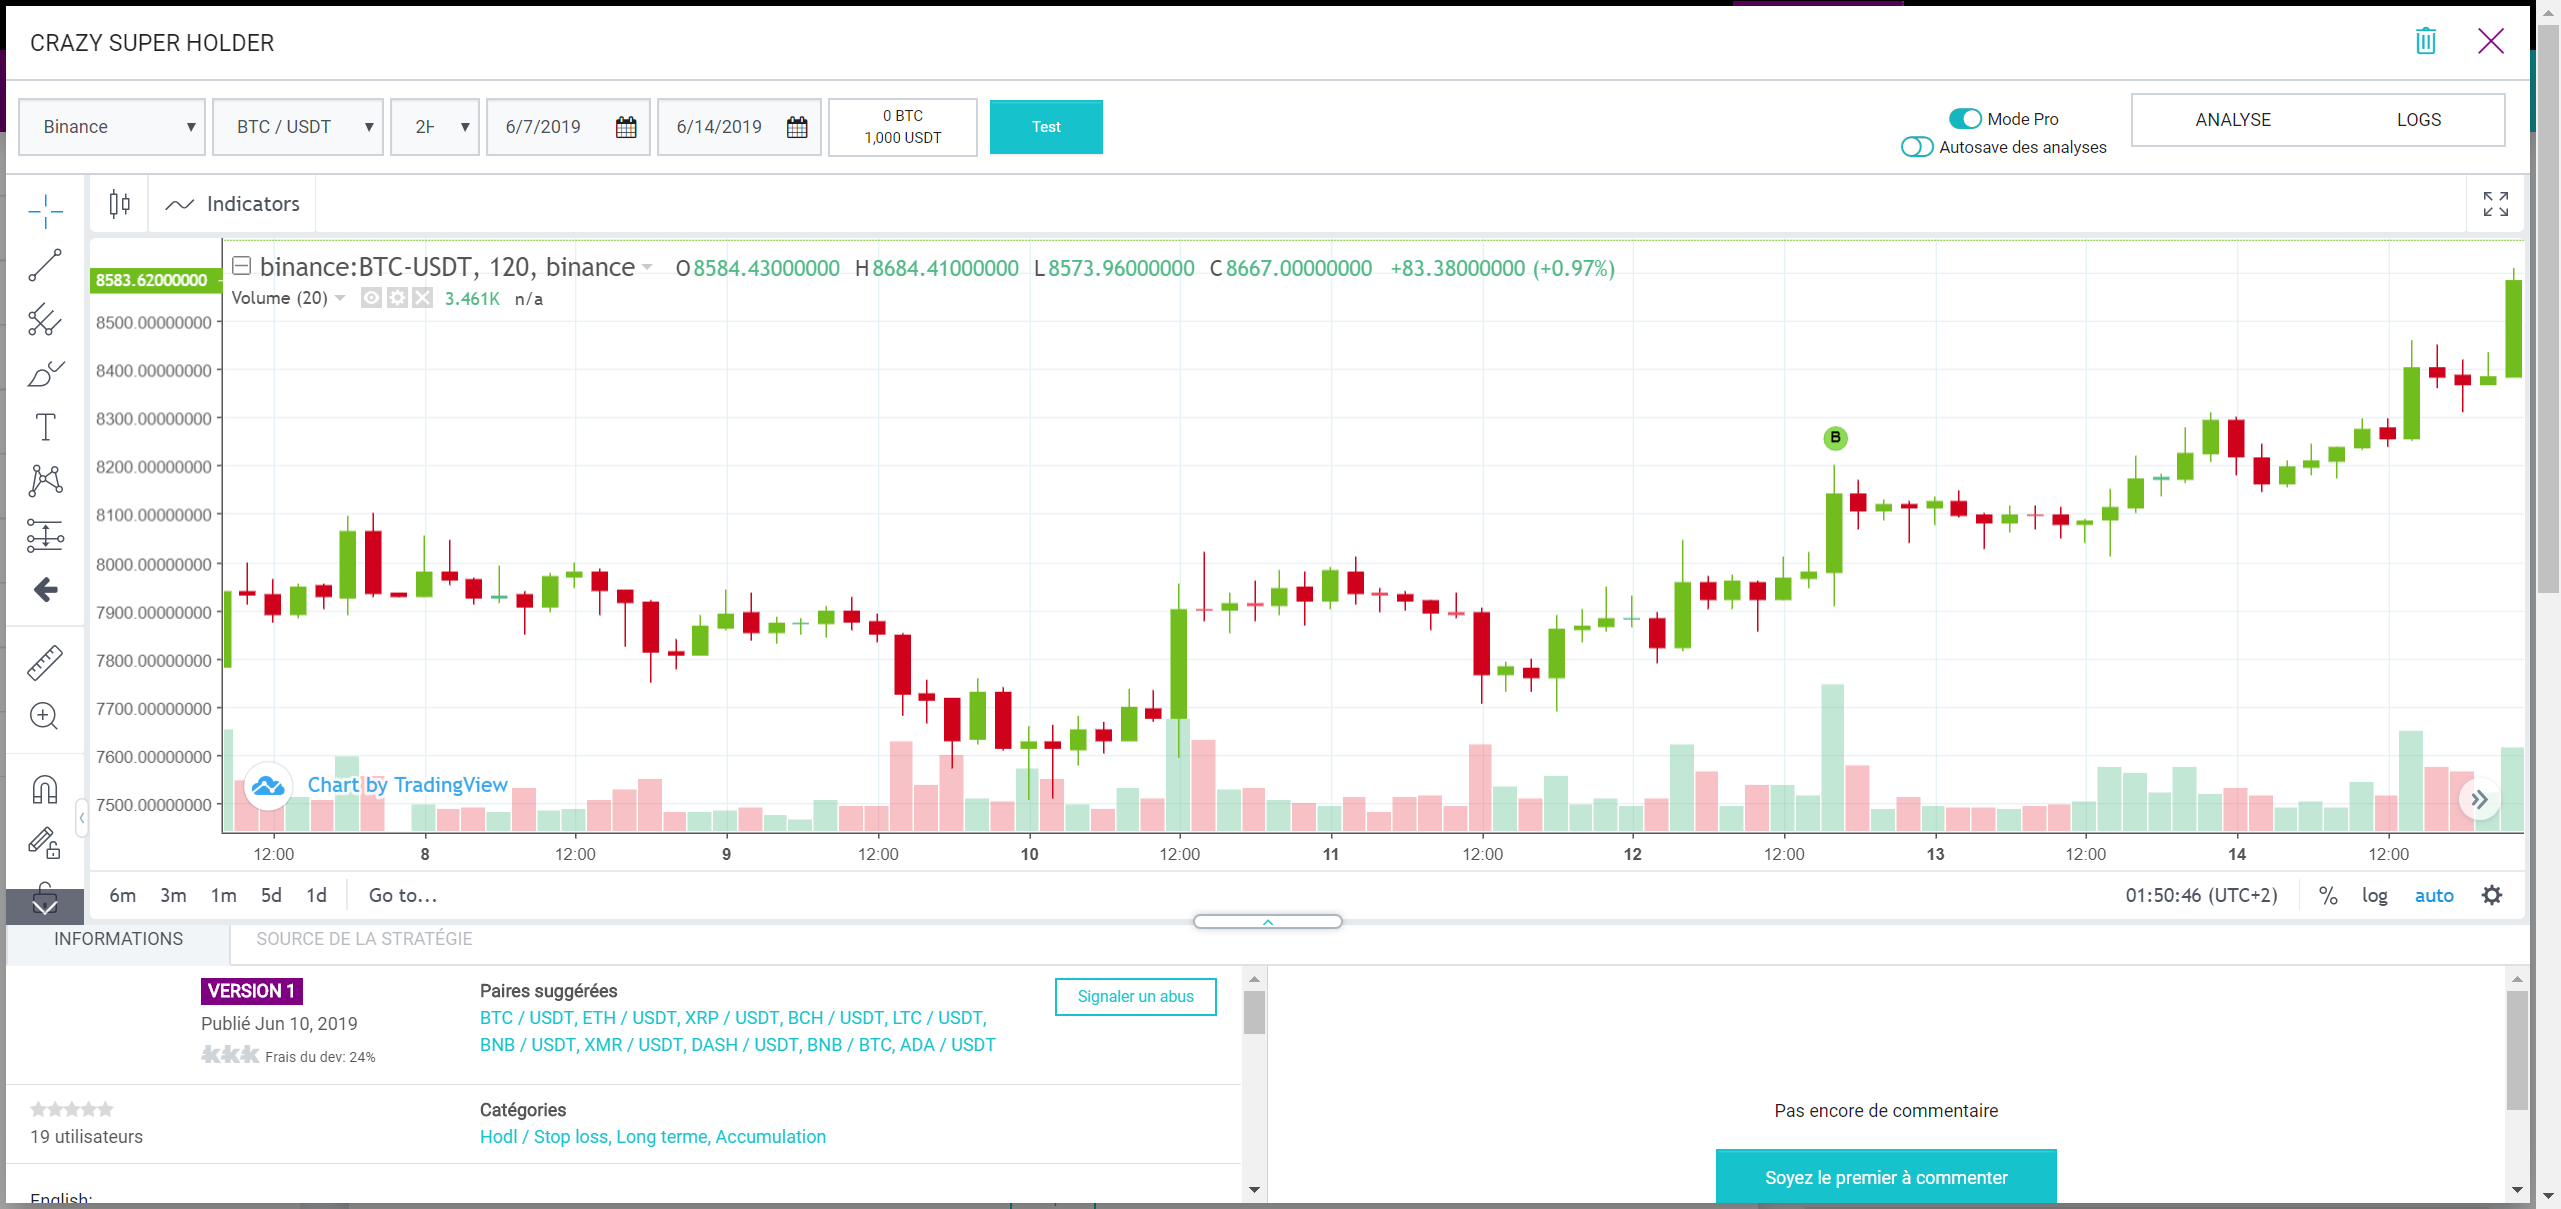 CRAZY SUPER HOLDER
Binance
BTC / USDT
2H
6/7/2019
6/14/2019
0 BTC
1,000 USDT
Test
Mode Pro
Autosave des analyses
ANALYSE
LOGS
Indicators
binance:BTC-USDT, 120, binance
O 8584.43000000 H 8684.41000000 L 8573.96000000 C 8667.00000000 +83.38000000 (+0.97%)
Volume (20) 3.461K n/a
8583.62000000
8500.00000000
8400.00000000
8300.00000000
8200.00000000
8100.00000000
8000.00000000
7900.00000000
7800.00000000
7700.00000000
7600.00000000
7500.00000000
B
Chart by TradingView
12:00 8 12:00 9 12:00 10 12:00 11 12:00 12 12:00 13 12:00 14 12:00
6m 3m 1m 5d 1d Go to...
01:50:46 (UTC+2) % log auto
INFORMATIONS
SOURCE DE LA STRATÉGIE
VERSION 1
Publié Jun 10, 2019
Frais du dev: 24%
Paires suggérées
BTC / USDT, ETH / USDT, XRP / USDT, BCH / USDT, LTC / USDT,
BNB / USDT, XMR / USDT, DASH / USDT, BNB / BTC, ADA / USDT
Signaler un abus
19 utilisateurs
Catégories
Hodl / Stop loss, Long terme, Accumulation
English:
Pas encore de commentaire
Soyez le premier à commenter